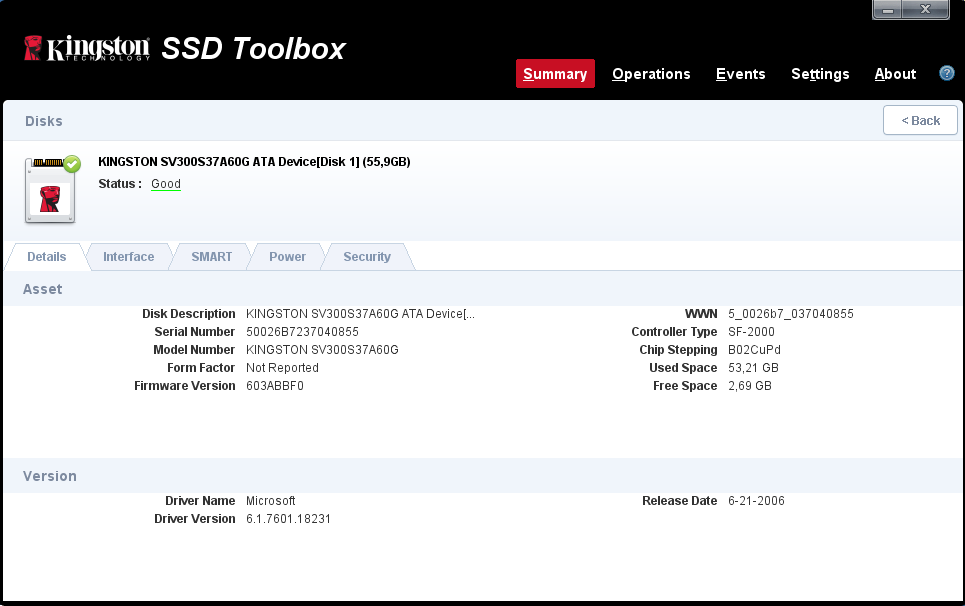 Kingston SSD Toolbox
TECHNOLOGY
Summary Operations Events Settings About ?
Disks < Back
KINGSTON SV300S37A60G ATA Device[Disk 1] (55,9GB)
Status : Good
Details Interface SMART Power Security
Asset
Disk Description KINGSTON SV300S37A60G ATA Device[... WWN 5_0026b7_037040855
Serial Number 50026B7237040855 Controller Type SF-2000
Model Number KINGSTON SV300S37A60G Chip Stepping B02CuPd
Form Factor Not Reported Used Space 53,21 GB
Firmware Version 603ABBF0 Free Space 2,69 GB
Version
Driver Name Microsoft Release Date 6-21-2006
Driver Version 6.1.7601.18231